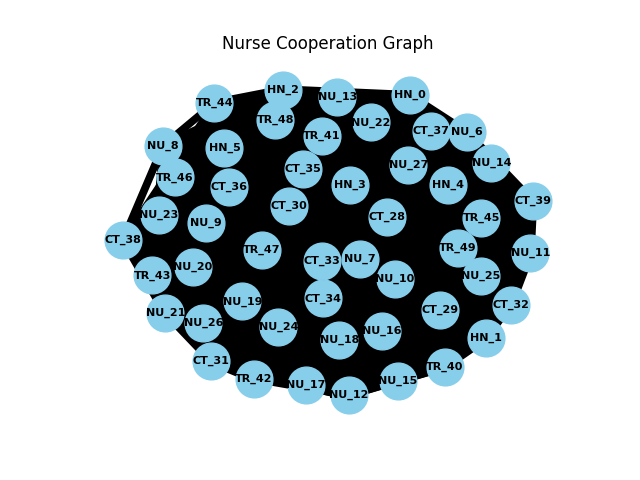 Nurse Cooperation Graph
HN_2
TR_44
NU_13
HN_0
TR_48
NU_22
CT_37
NU_6
TR_41
NU_8
HN_5
NU_14
NU_27
CT_35
TR_46
CT_36
HN_3
HN_4
CT_39
CT_30
NU_23
CT_28
TR_45
NU_9
CT_38
TR_49
TR_47
NU_11
NU_7
CT_33
NU_20
TR_43
NU_25
NU_10
CT_34
NU_19
CT_32
CT_29
NU_21
NU_26
NU_24
NU_16
HN_1
NU_18
CT_31
TR_40
TR_42
NU_15
NU_17
NU_12